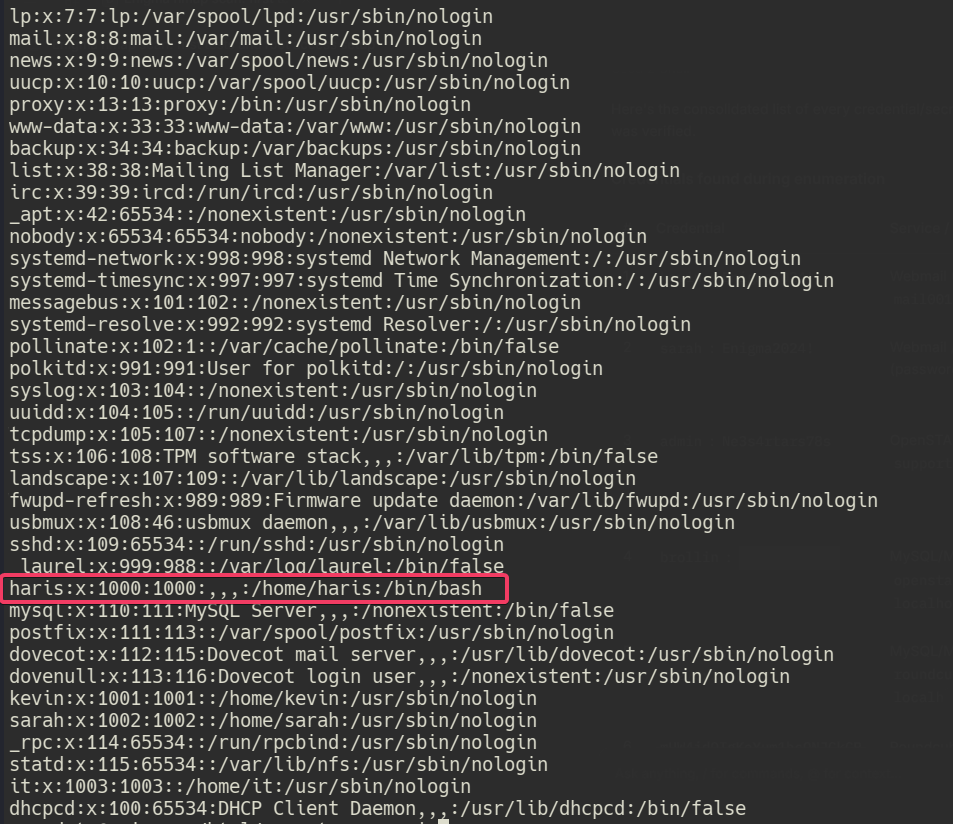 lp:x:7:7:lp:/var/spool/lpd:/usr/sbin/nologin
mail:x:8:8:mail:/var/mail:/usr/sbin/nologin
news:x:9:9:news:/var/spool/news:/usr/sbin/nologin
uucp:x:10:10:uucp:/var/spool/uucp:/usr/sbin/nologin
proxy:x:13:13:proxy:/bin:/usr/sbin/nologin
www-data:x:33:33:www-data:/var/www:/usr/sbin/nologin
backup:x:34:34:backup:/var/backups:/usr/sbin/nologin
list:x:38:38:Mailing List Manager:/var/list:/usr/sbin/nologin
irc:x:39:39:ircd:/run/ircd:/usr/sbin/nologin
_apt:x:42:65534::/nonexistent:/usr/sbin/nologin
nobody:x:65534:65534:nobody:/nonexistent:/usr/sbin/nologin
systemd-network:x:998:998:systemd Network Management:/:/usr/sbin/nologin
systemd-timesync:x:997:997:systemd Time Synchronization:/:/usr/sbin/nologin
messagebus:x:101:102::/nonexistent:/usr/sbin/nologin
systemd-resolve:x:992:992:systemd Resolver:/:/usr/sbin/nologin
pollinate:x:102:1::/var/cache/pollinate:/bin/false
polkitd:x:991:991:User for polkitd:/:/usr/sbin/nologin
syslog:x:103:104::/nonexistent:/usr/sbin/nologin
uuidd:x:104:105::/run/uuidd:/usr/sbin/nologin
tcpdump:x:105:107::/nonexistent:/usr/sbin/nologin
tss:x:106:108:TPM software stack,,,:/var/lib/tpm:/bin/false
landscape:x:107:109::/var/lib/landscape:/usr/sbin/nologin
fwupd-refresh:x:989:989:Firmware update daemon:/var/lib/fwupd:/usr/sbin/nologin
usbmux:x:108:46:usbmux daemon,,,:/var/lib/usbmux:/usr/sbin/nologin
sshd:x:109:65534::/run/sshd:/usr/sbin/nologin
_laurel:x:999:988::/var/log/laurel:/bin/false
haris:x:1000:1000:,,,:/home/haris:/bin/bash
mysql:x:110:111:MySQL Server,,,:/nonexistent:/bin/false
postfix:x:111:113::/var/spool/postfix:/usr/sbin/nologin
dovecot:x:112:115:Dovecot mail server,,,:/usr/lib/dovecot:/usr/sbin/nologin
dovenull:x:113:116:Dovecot login user,,,:/nonexistent:/usr/sbin/nologin
kevin:x:1001:1001::/home/kevin:/usr/sbin/nologin
sarah:x:1002:1002::/home/sarah:/usr/sbin/nologin
_rpc:x:114:65534::/run/rpcbind:/usr/sbin/nologin
statd:x:115:65534::/var/lib/nfs:/usr/sbin/nologin
it:x:1003:1003::/home/it:/usr/sbin/nologin
dhcpcd:x:100:65534:DHCP Client Daemon,,,:/usr/lib/dhcpcd:/bin/false